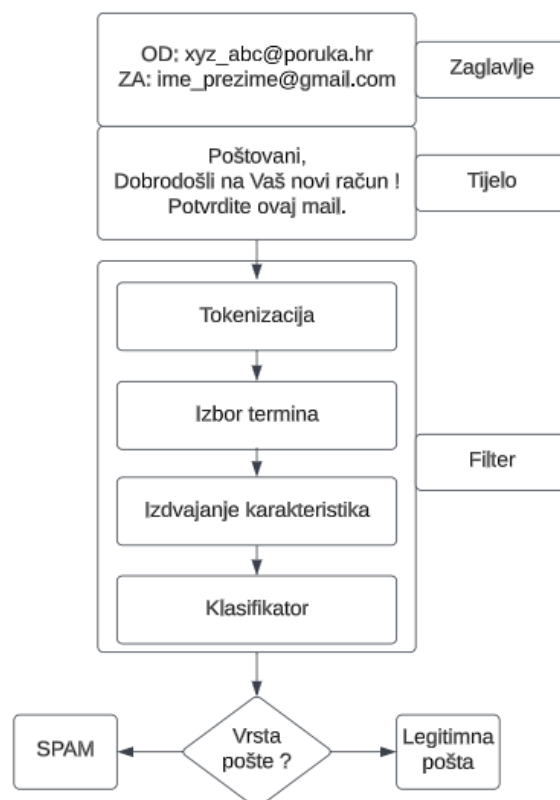 OD: xyz_abc@poruka.hr
ZA: ime_prezime@gmail.com
Zaglavlje
Poštovani,
Dobrodošli na Vaš novi račun !
Potvrdite ovaj mail.
Tijelo
Tokenizacija
Izbor termina
Izdvajanje karakteristika
Klasifikator
Filter
SPAM
Vrsta
pošte ?
Legitimna
pošta